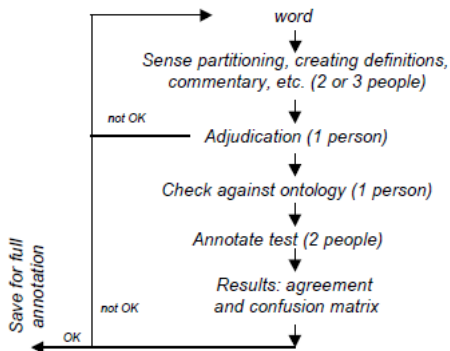 word
Sense partitioning, creating definitions,
commentary, etc. (2 or 3 people)
not OK
Adjudication (1 person)
Check against ontology (1 person)
Annotate test (2 people)
Results: agreement
and confusion matrix
not OK
OK
Save for full
annotation